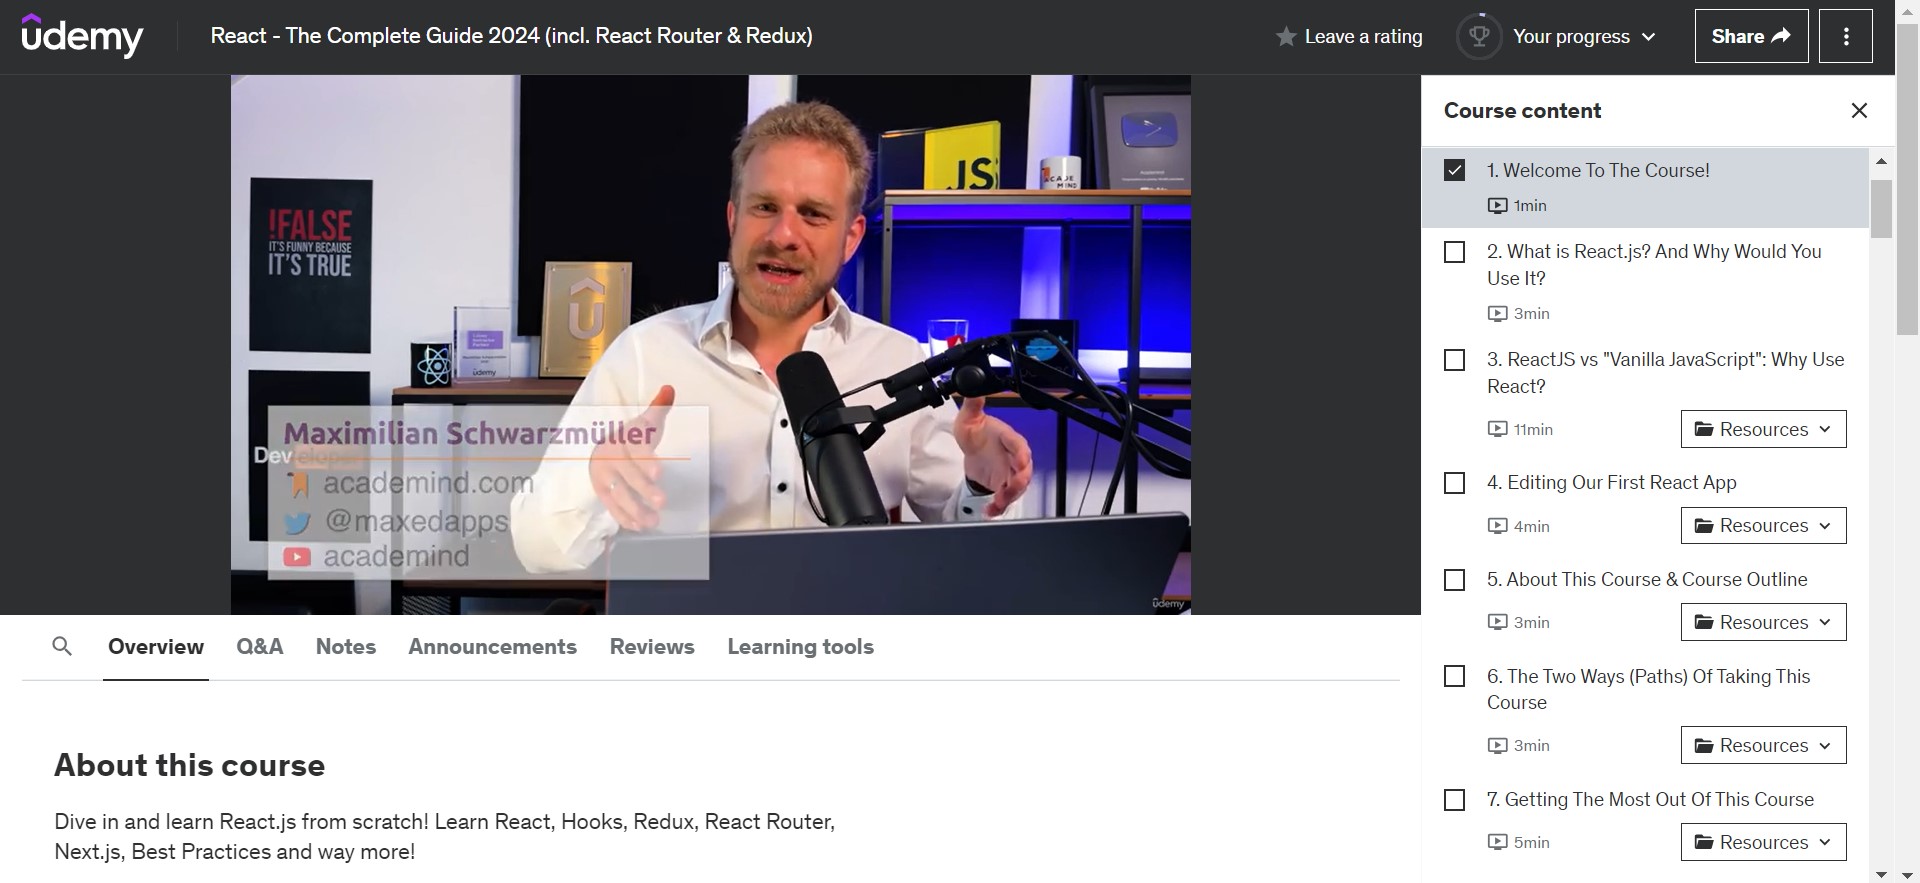 udemy
React - The Complete Guide 2024 (incl. React Router & Redux)
Leave a rating
Your progress
Share
!FALSE
IT'S FUNNY BECAUSE
IT'S TRUE
JS
ACADE
MIND
udemy
Maximilian Schwarzmüller
Developer
academind.com
@maxedapps
academind
udemy
Course content
1. Welcome To The Course!
1min
2. What is React.js? And Why Would You
Use It?
3min
3. ReactJS vs "Vanilla JavaScript": Why Use
React?
11min
Resources
4. Editing Our First React App
4min
Resources
5. About This Course & Course Outline
3min
Resources
6. The Two Ways (Paths) Of Taking This
Course
3min
Resources
7. Getting The Most Out Of This Course
5min
Resources
Overview
Q&A
Notes
Announcements
Reviews
Learning tools
About this course
Dive in and learn React.js from scratch! Learn React, Hooks, Redux, React Router,
Next.js, Best Practices and way more!